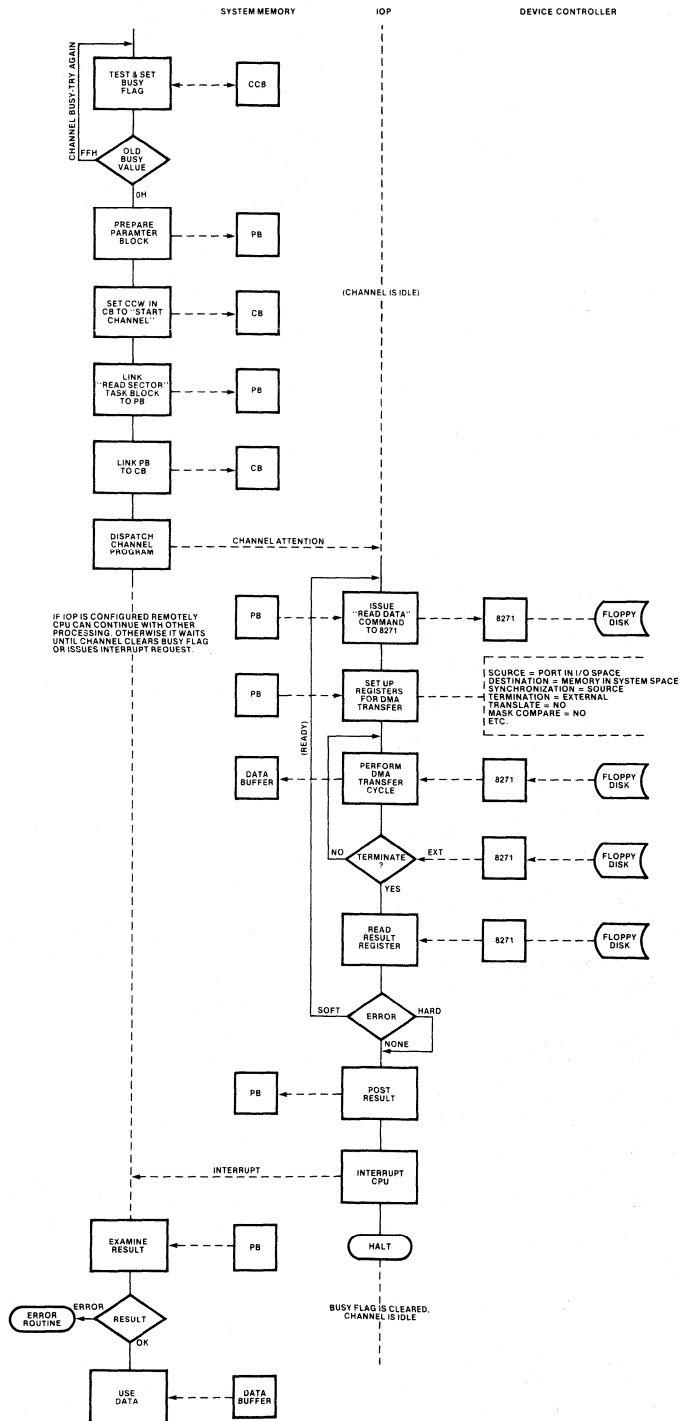 SYSTEM MEMORY
IOP
DEVICE CONTROLLER
CHANNEL BUSY-TRY AGAIN
TEST & SET
BUSY
FLAG
CCB
FFH
OLD
BUSY
VALUE
0H
PREPARE
PARAMTER
BLOCK
PB
(CHANNEL IS IDLE)
SET CCW IN
CB TO "START
CHANNEL"
CB
LINK
"READ SECTOR"
TASK BLOCK
TO PB
PB
LINK PB
TO CB
CB
DISPATCH
CHANNEL
PROGRAM
CHANNEL ATTENTION
IF IOP IS CONFIGURED REMOTELY
CPU CAN CONTINUE WITH OTHER
PROCESSING. OTHERWISE IT WAITS
UNTIL CHANNEL CLEARS BUSY FLAG
OR ISSUES INTERRUPT REQUEST.
PB
ISSUE
"READ DATA"
COMMAND
TO 8271
8271
FLOPPY
DISK
PB
SET UP
REGISTERS
FOR DMA
TRANSFER
SOURCE = PORT IN I/O SPACE
DESTINATION = MEMORY IN SYSTEM SPACE
SYNCHRONIZATION = SOURCE
TERMINATION = EXTERNAL
TRANSLATE = NO
MASK COMPARE = NO
ETC.
(READY)
DATA
BUFFER
PERFORM
DMA
TRANSFER
CYCLE
8271
FLOPPY
DISK
NO
TERMINATE
?
EXT
8271
FLOPPY
DISK
YES
READ
RESULT
REGISTER
8271
FLOPPY
DISK
SOFT
ERROR
HARD
NONE
PB
POST
RESULT
INTERRUPT
INTERRUPT
CPU
EXAMINE
RESULT
PB
HALT
ERROR
ROUTINE
ERROR
RESULT
OK
BUSY FLAG IS CLEARED,
CHANNEL IS IDLE
USE
DATA
DATA
BUFFER